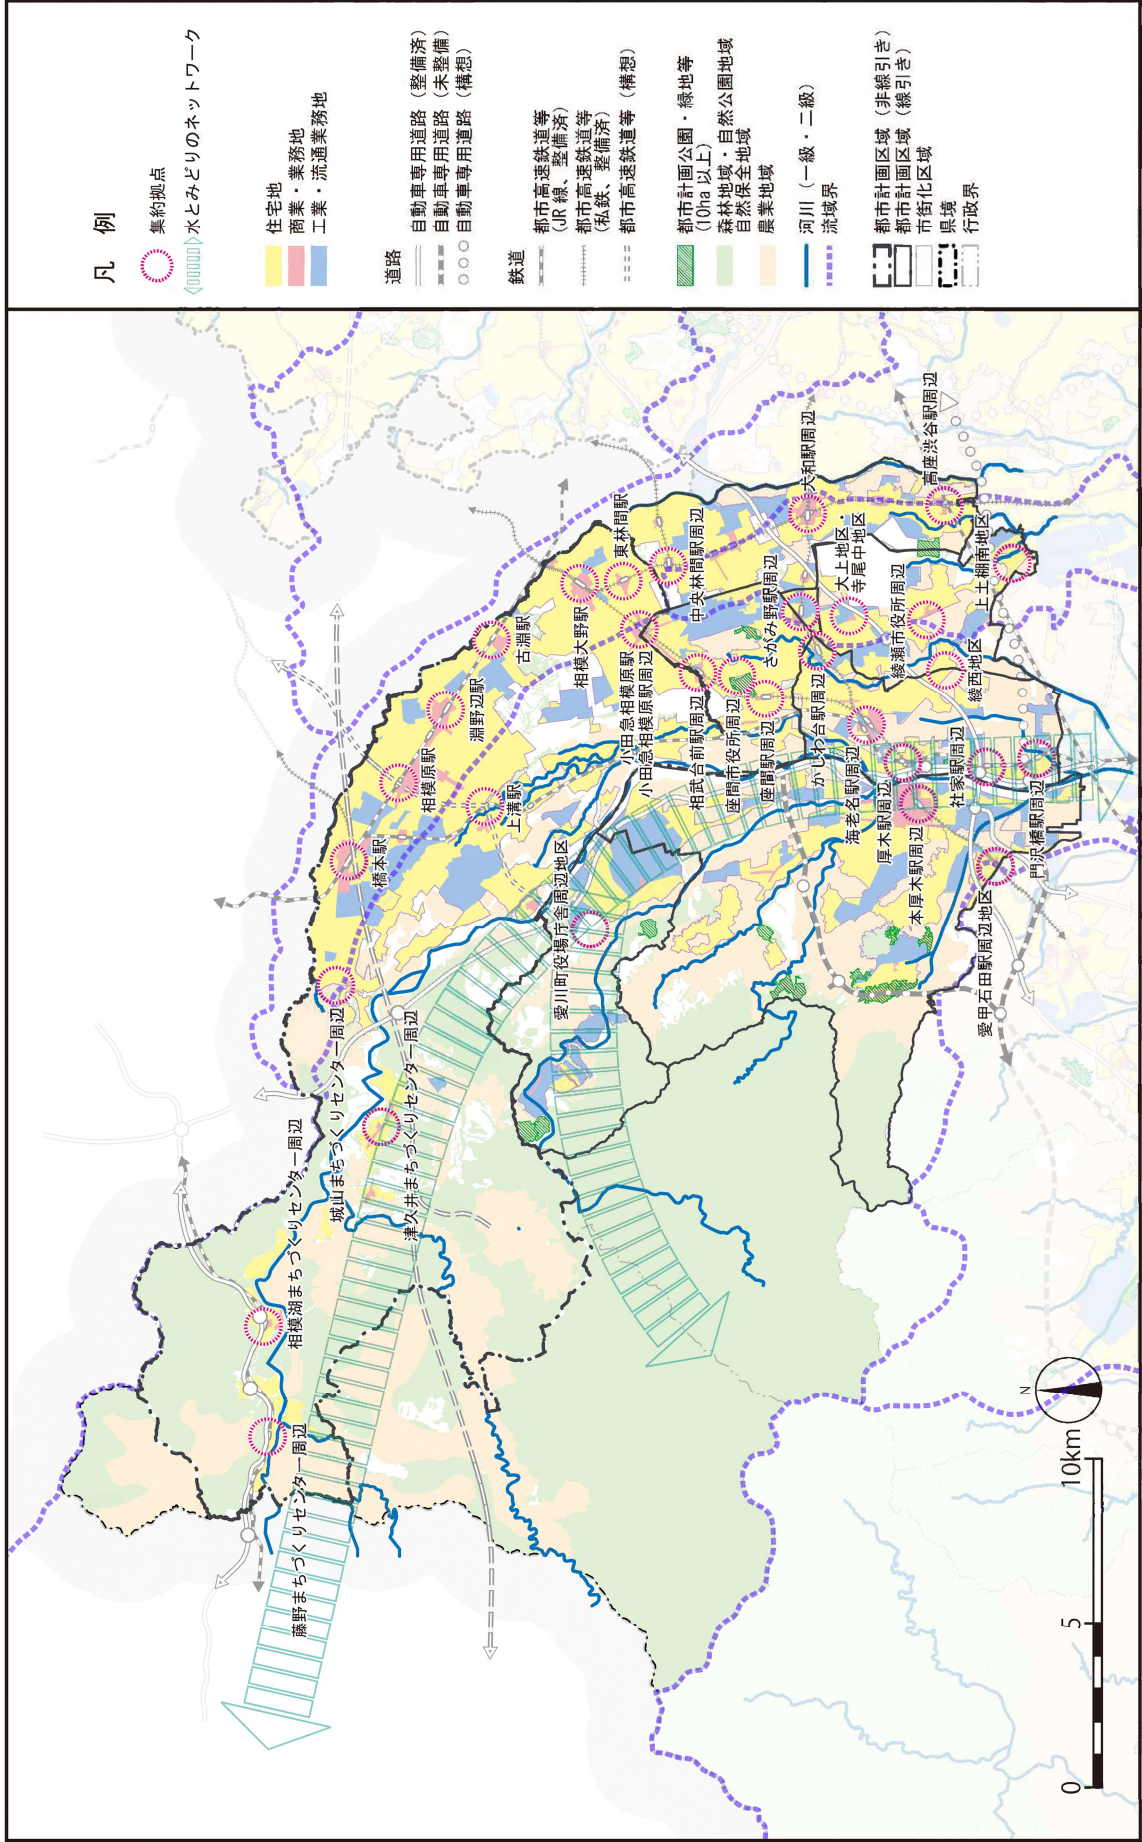 凡　例
集約拠点
水とみどりのネットワーク
住宅地
商業・業務地
工業・流通業務地
道路
自動車専用道路（整備済）
自動車専用道路（未整備）
自動車専用道路（構想）
鉄道
都市高速鉄道等
(JR線、整備済）
都市高速鉄道等
（私鉄、整備済）
都市高速鉄道等（構想）
都市計画公園・緑地等
(10ha以上)
森林地域・自然公園地域
自然保全地域
農業地域
河川（一級・二級）
流域界
都市計画区域（非線引き）
都市計画区域（線引き）
市街化区域
県境
行政界
藤野まちづくりセンター周辺
相模湖まちづくりセンター周辺
城山まちづくりセンター周辺
津久井まちづくりセンター周辺
橋本駅
相模原駅
上溝駅
淵野辺駅
古淵駅
相模大野駅
東林間駅
小田急相模原駅
小田急相模原駅周辺
中央林間駅周辺
相武台前駅周辺
座間市役所周辺
座間駅周辺
さがみ野駅周辺
大和駅周辺
大上地区・
寺尾中地区
高座渋谷駅周辺
綾瀬市役所周辺
上土棚南地区
綾西地区
かしわ台駅周辺
海老名駅周辺
厚木駅周辺
本厚木駅周辺
社家駅周辺
門沢橋駅周辺
愛甲石田駅周辺地区
愛川町役場庁舎周辺地区
N
0
5
10km